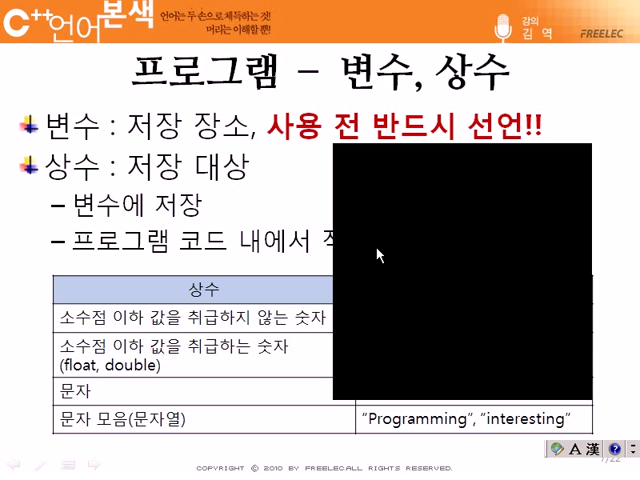 C++언어본색
언어는 두 손으로 체득하는 것!
머리는 이해할 뿐!
강의
김 역
FREELEC
프로그램 – 변수, 상수
변수 : 저장 장소, 사용 전 반드시 선언!!
상수 : 저장 대상
– 변수에 저장
– 프로그램 코드 내에서
상수
소수점 이하 값을 취급하지 않는 숫자
소수점 이하 값을 취급하는 숫자
(float, double)
문자
문자 모음(문자열)
“Programming”, “interesting”
A 漢
7/22
COPYRIGHT © 2010 BY FREELEC.ALL RIGHTS RESERVED.